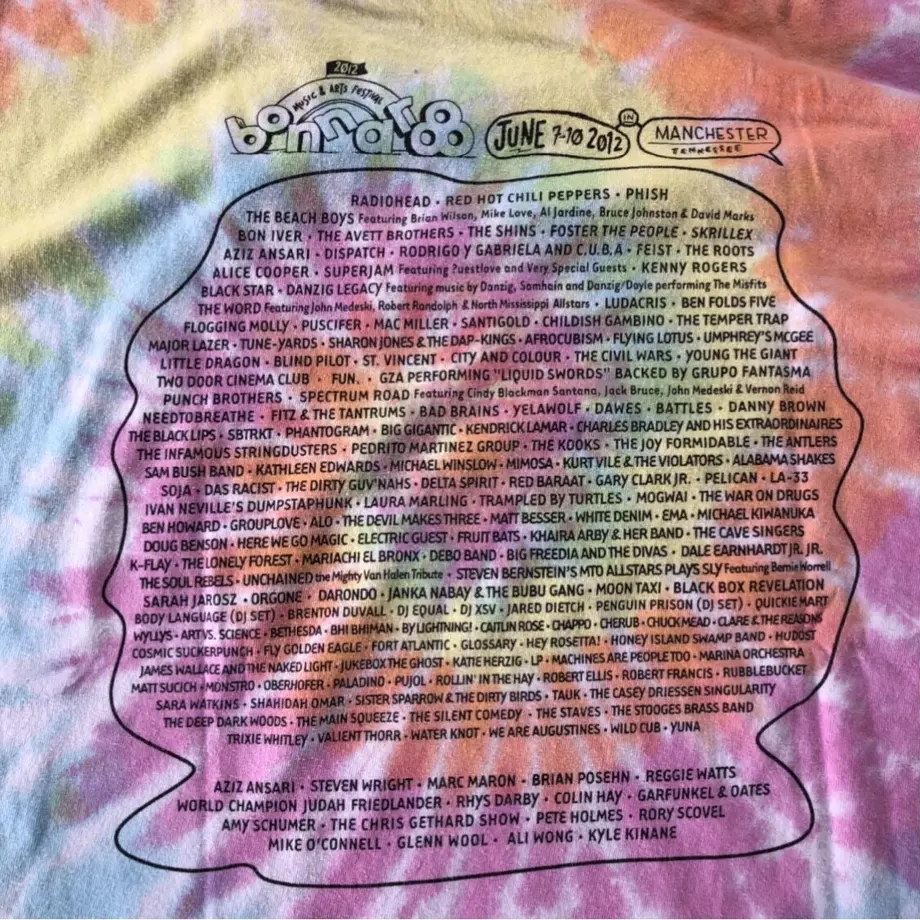 2012
MUSIC & ARTS FESTIVAL
bonnaroo
JUNE 7-10 2012
IN
MANCHESTER
TENNESSEE
RADIOHEAD • RED HOT CHILI PEPPERS • PHISH
THE BEACH BOYS Featuring Brian Wilson, Mike Love, Al Jardine, Bruce Johnston & David Marks
BON IVER • THE AVETT BROTHERS • THE SHINS • FOSTER THE PEOPLE • SKRILLEX
AZIZ ANSARI • DISPATCH • RODRIGO Y GABRIELA AND C.U.B.A • FEIST • THE ROOTS
ALICE COOPER • SUPERJAM Featuring ?uestlove and Very Special Guests • KENNY ROGERS
BLACK STAR • DANZIG LEGACY Featuring music by Danzig, Samhain and Danzig/Doyle performing The Misfits
THE WORD Featuring John Medeski, Robert Randolph & North Mississippi Allstars • LUDACRIS • BEN FOLDS FIVE
FLOGGING MOLLY • PUSCIFER • MAC MILLER • SANTIGOLD • CHILDISH GAMBINO • THE TEMPER TRAP
MAJOR LAZER • TUNE-YARDS • SHARON JONES & THE DAP-KINGS • AFROCUBISM • FLYING LOTUS • UMPHREY'S MCGEE
LITTLE DRAGON • BLIND PILOT • ST. VINCENT • CITY AND COLOUR • THE CIVIL WARS • YOUNG THE GIANT
TWO DOOR CINEMA CLUB • FUN. • GZA PERFORMING "LIQUID SWORDS" BACKED BY GRUPO FANTASMA
PUNCH BROTHERS • SPECTRUM ROAD Featuring Cindy Blackman Santana, Jack Bruce, John Medeski & Vernon Reid
NEEDTOBREATHE • FITZ & THE TANTRUMS • BAD BRAINS • YELAWOLF • DAWES • BATTLES • DANNY BROWN
THE BLACK LIPS • SBTRKT • PHANTOGRAM • BIG GIGANTIC • KENDRICK LAMAR • CHARLES BRADLEY AND HIS EXTRAORDINAIRES
THE INFAMOUS STRINGDUSTERS • PEDRITO MARTINEZ GROUP • THE KOOKS • THE JOY FORMIDABLE • THE ANTLERS
SAM BUSH BAND • KATHLEEN EDWARDS • MICHAEL WINSLOW • MIMOSA • KURT VILE & THE VIOLATORS • ALABAMA SHAKES
SOJA • DAS RACIST • THE DIRTY GUV'NAHS • DELTA SPIRIT • RED BARAAT • GARY CLARK JR. • PELICAN • LA-33
IVAN NEVILLE'S DUMPSTAPHUNK • LAURA MARLING • TRAMPLED BY TURTLES • MOGWAI • THE WAR ON DRUGS
BEN HOWARD • GROUPLOVE • ALO • THE DEVIL MAKES THREE • MATT BESSER • WHITE DENIM • EMA • MICHAEL KIWANUKA
DOUG BENSON • HERE WE GO MAGIC • ELECTRIC GUEST • FRUIT BATS • KHAIRA ARBY & HER BAND • THE CAVE SINGERS
K-FLAY • THE LONELY FOREST • MARIACHI EL BRONX • DEBO BAND • BIG FREEDIA AND THE DIVAS • DALE EARNHARDT JR. JR.
THE SOUL REBELS • UNCHAINED the Mighty Van Halen Tribute • STEVEN BERNSTEIN'S MTO ALLSTARS PLAYS SLY Featuring Bernie Worrell
SARAH JAROSZ • ORGONE • DARONDO • JANKA NABAY & THE BUBU GANG • MOON TAXI • BLACK BOX REVELATION
BODY LANGUAGE (DJ SET) • BRENTON DUVALL • DJ EQUAL • DJ XSV • JARED DIETCH • PENGUIN PRISON (DJ SET) • QUICKIE MART
WYLLYS • ART VS. SCIENCE • BETHESDA • BHI BHIMAN • BY LIGHTNING! • CAITLIN ROSE • CHAPPO • CHERUB • CHUCK MEAD • CLARE & THE REASONS
COSMIC SUCKERPUNCH • FLY GOLDEN EAGLE • FORT ATLANTIC • GLOSSARY • HEY ROSETTA! • HONEY ISLAND SWAMP BAND • HUDOST
JAMES WALLACE AND THE NAKED LIGHT • JUKEBOX THE GHOST • KATIE HERZIG • LP • MACHINES ARE PEOPLE TOO • MARINA ORCHESTRA
MATT SUCICH • MONSTRO • OBERHOFER • PALADINO • PUJOL • ROLLIN' IN THE HAY • ROBERT ELLIS • ROBERT FRANCIS • RUBBLEBUCKET
SARA WATKINS • SHAHIDAH OMAR • SISTER SPARROW & THE DIRTY BIRDS • TAUK • THE CASEY DRIESSEN SINGULARITY
THE DEEP DARK WOODS • THE MAIN SQUEEZE • THE SILENT COMEDY • THE STAVES • THE STOOGES BRASS BAND
TRIXIE WHITLEY • VALIENT THORR • WATER KNOT • WE ARE AUGUSTINES • WILD CUB • YUNA
AZIZ ANSARI • STEVEN WRIGHT • MARC MARON • BRIAN POSEHN • REGGIE WATTS
WORLD CHAMPION JUDAH FRIEDLANDER • RHYS DARBY • COLIN HAY • GARFUNKEL & OATES
AMY SCHUMER • THE CHRIS GETHARD SHOW • PETE HOLMES • RORY SCOVEL
MIKE O'CONNELL • GLENN WOOL • ALI WONG • KYLE KINANE